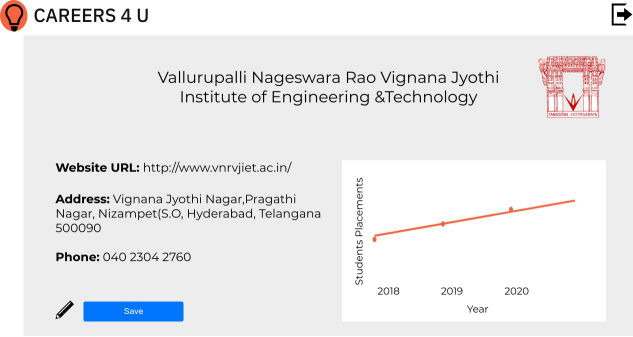 CAREERS 4 U
Vallurupalli Nageswara Rao Vignana Jyothi
Institute of Engineering &Technology
Website URL: http://www.vnrvjiet.ac.in/
Address: Vignana Jyothi Nagar,Pragathi
Nagar, Nizampet(S.O, Hyderabad, Telangana
500090
Phone: 040 2304 2760
Save
Students Placements
2018 2019 2020
Year